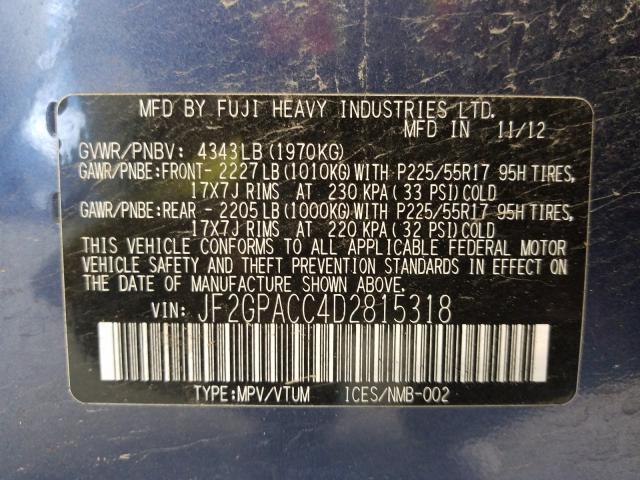 MFD BY FUJI HEAVY INDUSTRIES LTD.
MFD IN 11/12
GVWR/PNBV: 4343LB(1970KG)
GAWR/PNBE:FRONT- 2227LB(1010KG)WITH P225/55R17 95H TIRES,
17X7J RIMS AT 230 KPA( 33 PSI)COLD
GAWR/PNBE:REAR - 2205LB(1000KG)WITH P225/55R17 95H TIRES,
17X7J RIMS AT 220 KPA( 32 PSI)COLD
THIS VEHICLE CONFORMS TO ALL APPLICABLE FEDERAL MOTOR
VEHICLE SAFETY AND THEFT PREVENTION STANDARDS IN EFFECT ON
THE DATE OF MANUFACTURE SHOWN ABOVE.
VIN: JF2GPACC4D2815318
TYPE:MPV/VTUM ICES/NMB-002